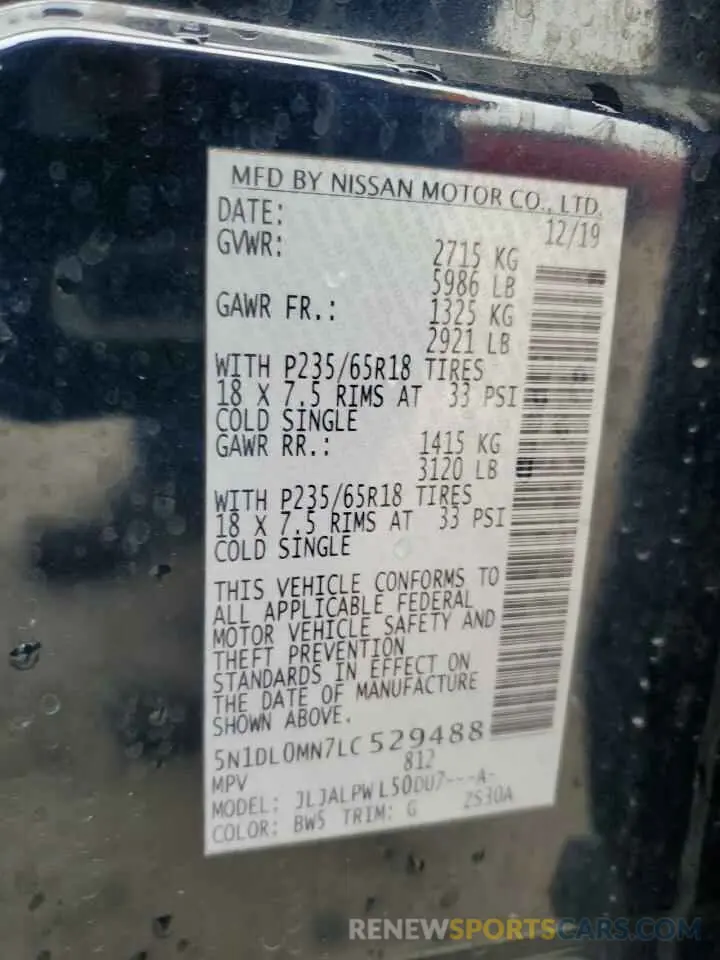 MFD BY NISSAN MOTOR CO., LTD.
DATE: 12/19
GVWR: 2715 KG
5986 LB
GAWR FR.: 1325 KG
2921 LB
WITH P235/65R18 TIRES
18 X 7.5 RIMS AT 33 PSI
COLD SINGLE
GAWR RR.: 1415 KG
3120 LB
WITH P235/65R18 TIRES
18 X 7.5 RIMS AT 33 PSI
COLD SINGLE
THIS VEHICLE CONFORMS TO
ALL APPLICABLE FEDERAL
MOTOR VEHICLE SAFETY AND
THEFT PREVENTION
STANDARDS IN EFFECT ON
THE DATE OF MANUFACTURE
SHOWN ABOVE.
5N1DL0MN7LC529488
MPV 812
MODEL: JLJALPWL50DU7---A-
COLOR: BW5 TRIM: G ZS30A
RENEWSPORTSCARS.COM